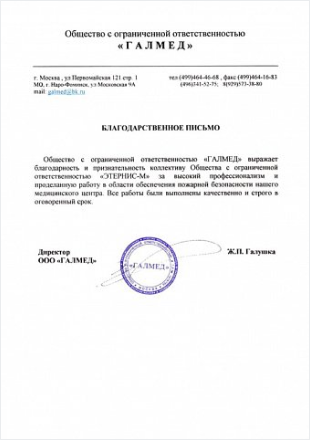 Общество с ограниченной ответственностью
« Г А Л М Е Д »
г. Москва , ул Первомайская 121 стр. 1 тел (499)464-46-68 , факс (499)464-16-83
МО, г. Наро-Фоминск, ул Московская 9А (496)341-52-75; 8(929)573-38-80
mail galmed@bk.ru
БЛАГОДАРСТВЕННОЕ ПИСЬМО
Общество с ограниченной ответственностью «ГАЛМЕД» выражает
благодарность и признательность коллективу Общества с ограниченной
ответственностью «ЭТЕРНИС-М» за высокий профессионализм и
проделанную работу в области обеспечения пожарной безопасности нашего
медицинского центра. Все работы были выполнены качественно и строго в
оговоренный срок.
Директор Ж.П. Галушка
ООО «ГАЛМЕД»